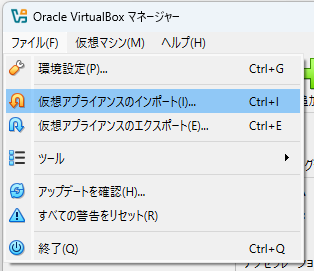 Oracle VirtualBox マネージャー
ファイル(F) 仮想マシン(M) ヘルプ(H)
環境設定(P)... Ctrl+G
仮想アプライアンスのインポート(I)... Ctrl+I
仮想アプライアンスのエクスポート(E)... Ctrl+E
ツール
アップデートを確認(H)...
すべての警告をリセット(R)
終了(Q) Ctrl+Q